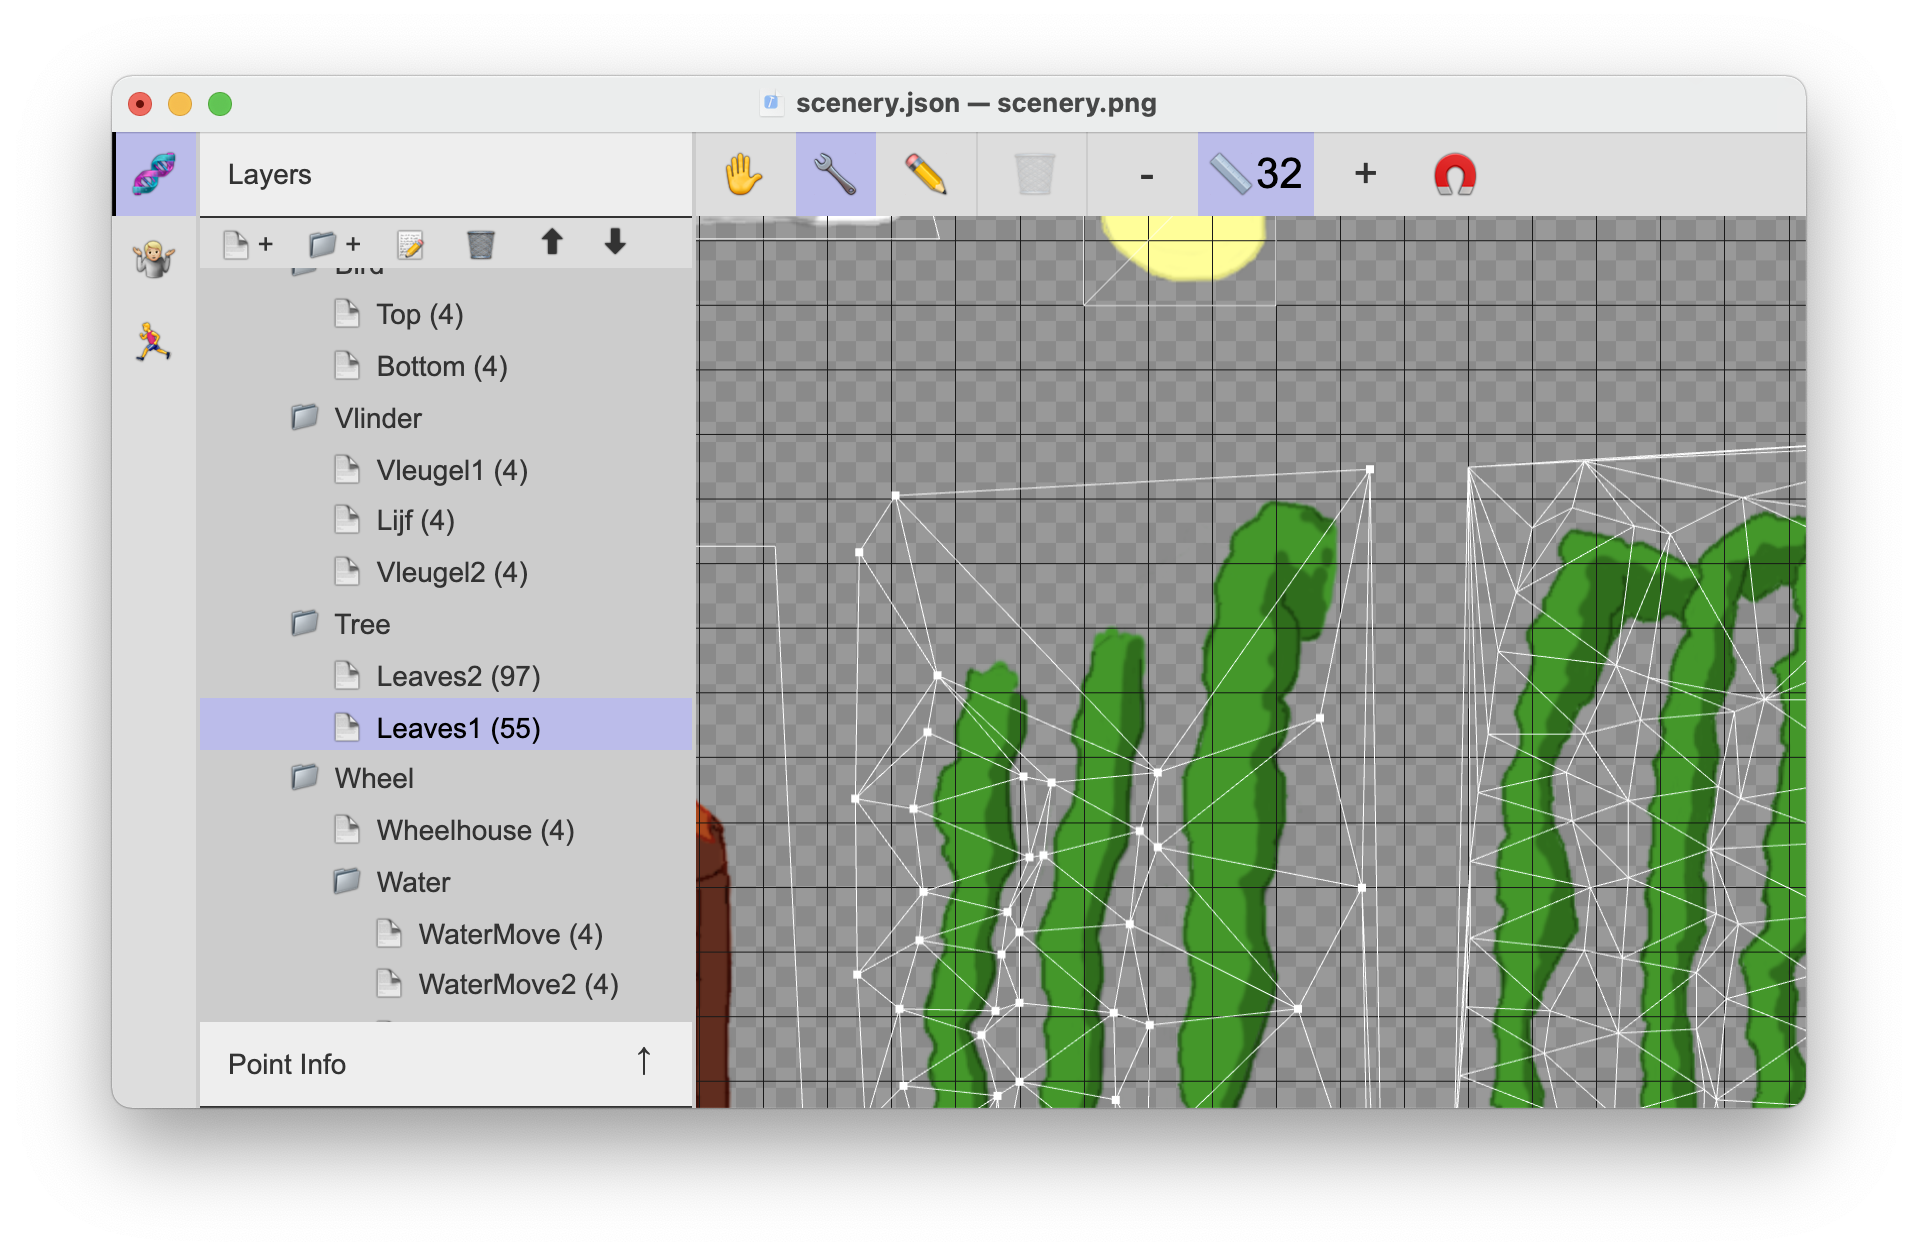 scenery.json — scenery.png
Layers
- 32 +
+ +
Bird
Top (4)
Bottom (4)
Vlinder
Vleugel1 (4)
Lijf (4)
Vleugel2 (4)
Tree
Leaves2 (97)
Leaves1 (55)
Wheel
Wheelhouse (4)
Water
WaterMove (4)
WaterMove2 (4)
Point Info ↑